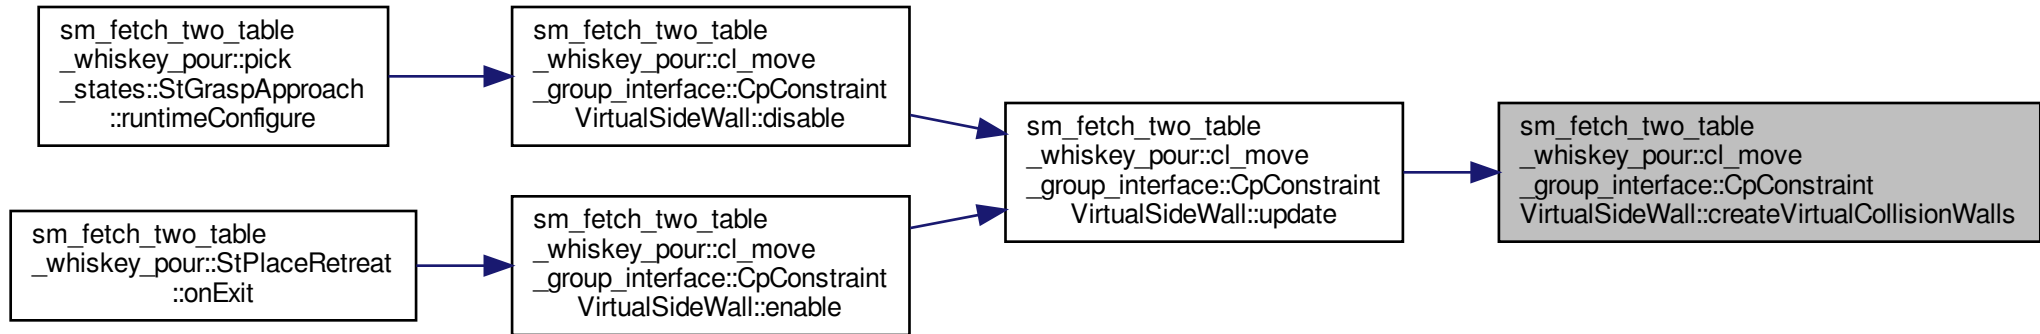 sm_fetch_two_table
_whiskey_pour::pick
_states::StGraspApproach
::runtimeConfigure
sm_fetch_two_table
_whiskey_pour::cl_move
_group_interface::CpConstraint
VirtualSideWall::disable
sm_fetch_two_table
_whiskey_pour::StPlaceRetreat
::onExit
sm_fetch_two_table
_whiskey_pour::cl_move
_group_interface::CpConstraint
VirtualSideWall::enable
sm_fetch_two_table
_whiskey_pour::cl_move
_group_interface::CpConstraint
VirtualSideWall::update
sm_fetch_two_table
_whiskey_pour::cl_move
_group_interface::CpConstraint
VirtualSideWall::createVirtualCollisionWalls